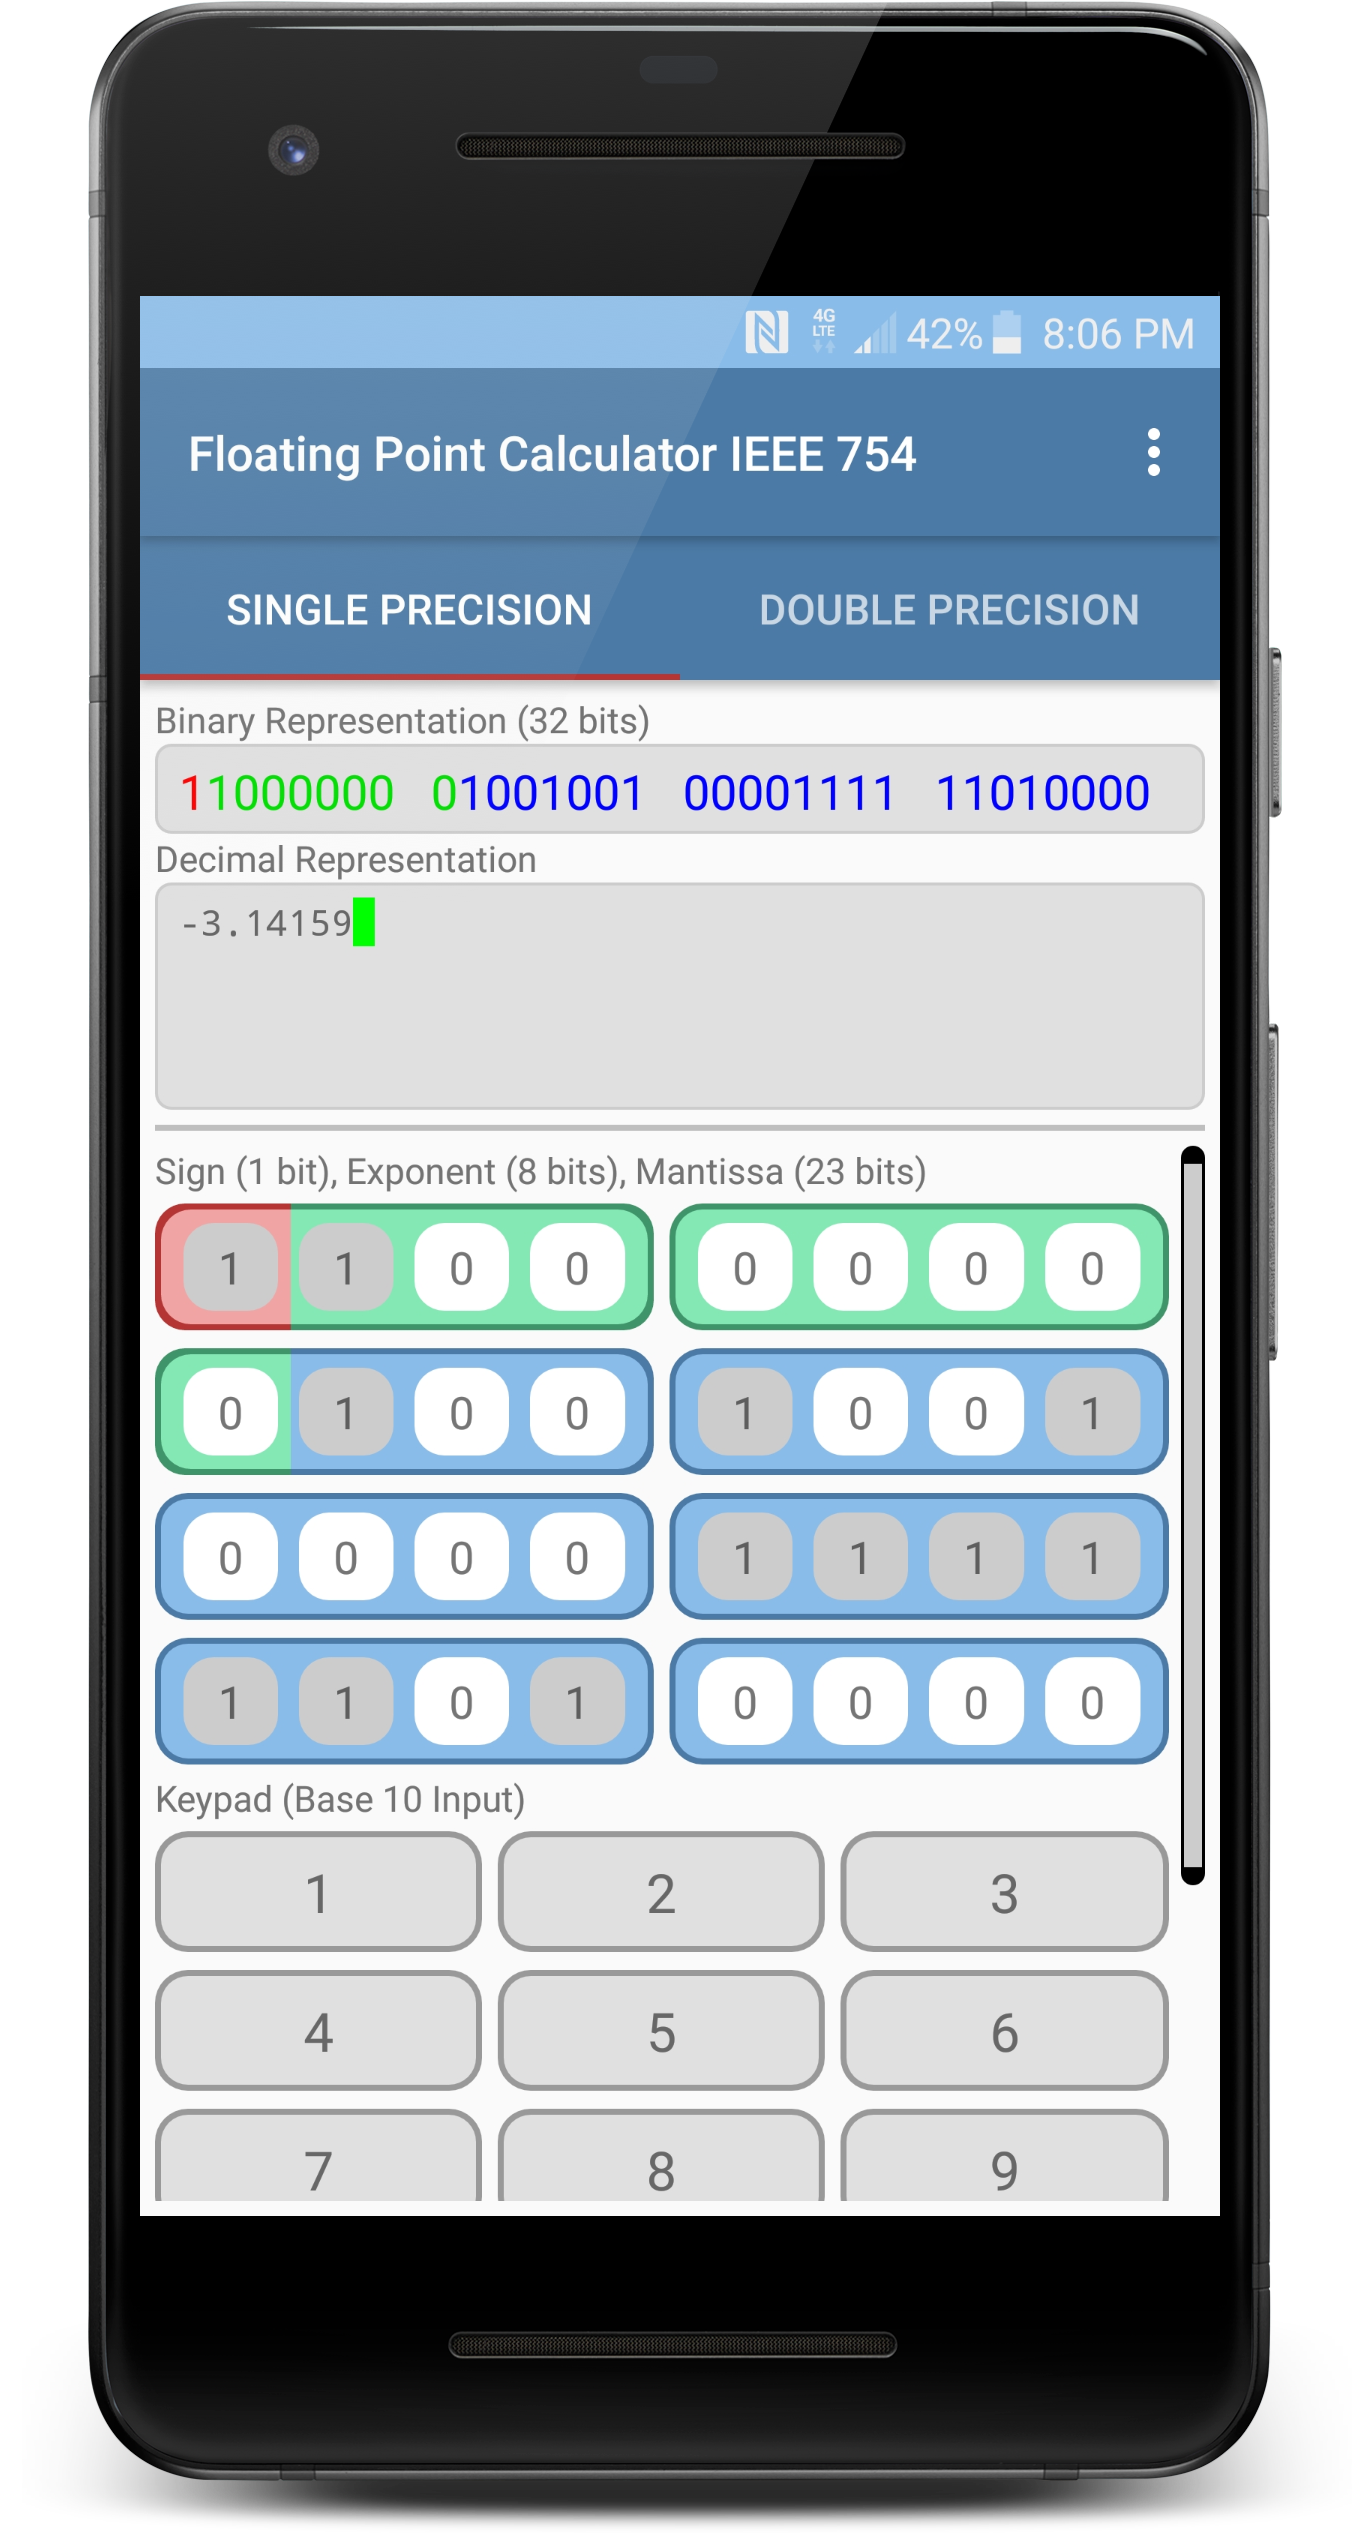 4G LTE 42% 8:06 PM
Floating Point Calculator IEEE 754
SINGLE PRECISION DOUBLE PRECISION
Binary Representation (32 bits)
11000000 01001001 00001111 11010000
Decimal Representation
-3.14159
Sign (1 bit), Exponent (8 bits), Mantissa (23 bits)
1 1 0 0 0 0 0 0
0 1 0 0 1 0 0 1
0 0 0 0 1 1 1 1
1 1 0 1 0 0 0 0
Keypad (Base 10 Input)
1 2 3
4 5 6
7 8 9